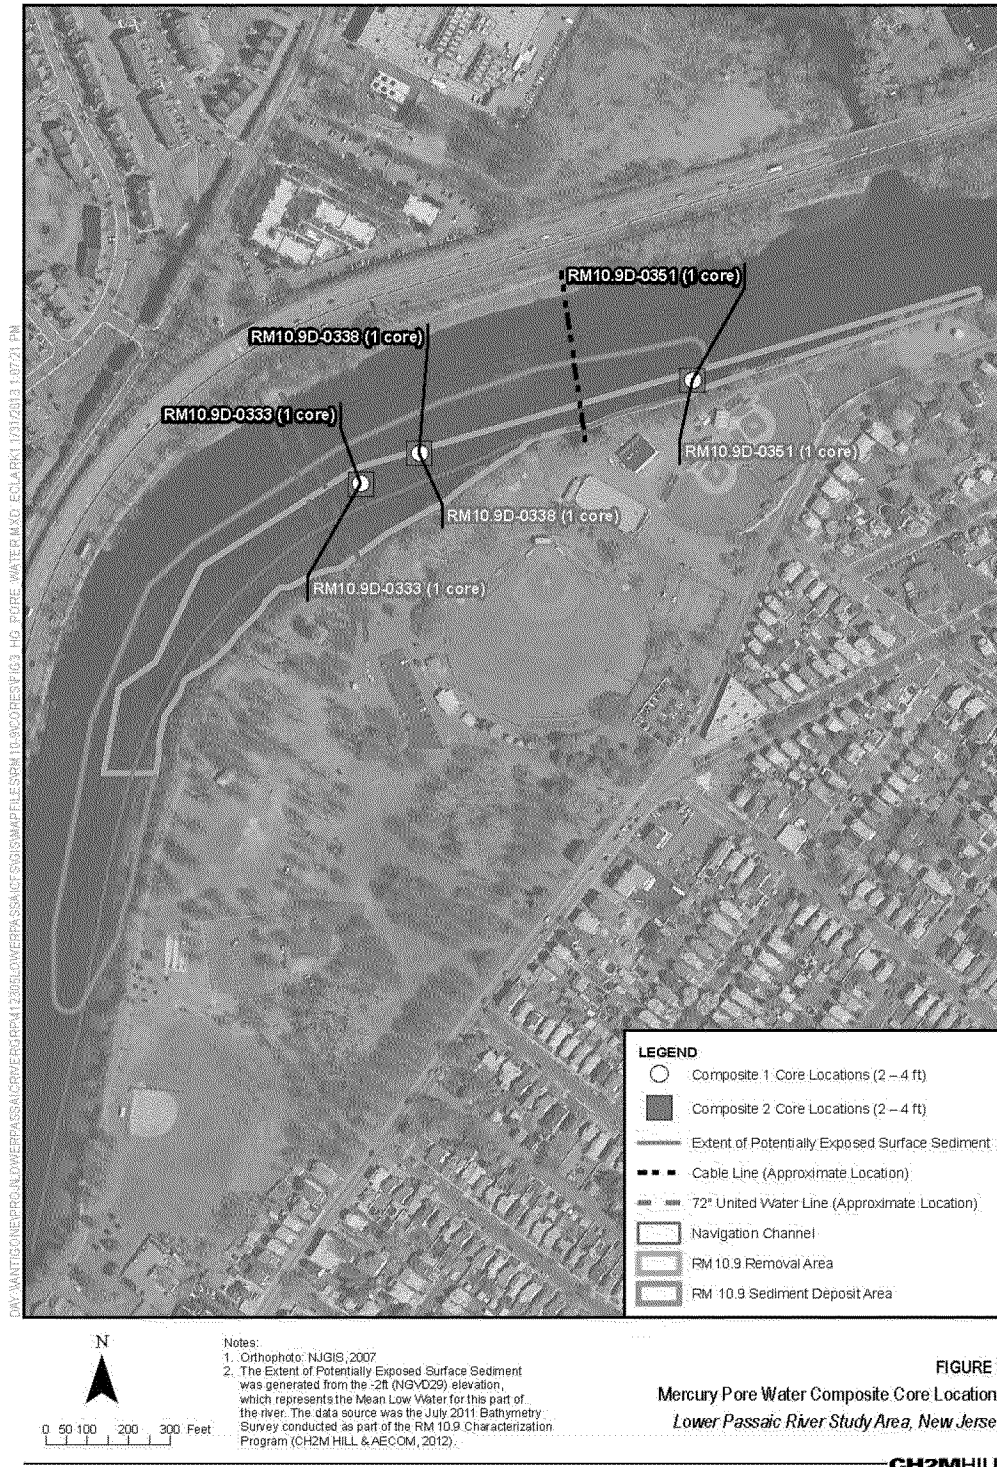 RM10.9D-0351 (1 core)
RM10.9D-0338 (1 core)
RM10.9D-0333 (1 core)
RM10.9D-0351 (1 core)
RM10.9D-0338 (1 core)
RM10.9D-0333 (1 core)
LEGEND
Composite 1 Core Locations (2 – 4 ft)
Composite 2 Core Locations (2 – 4 ft)
Extent of Potentially Exposed Surface Sediment
Cable Line (Approximate Location)
72" United Water Line (Approximate Location)
Navigation Channel
RM 10.9 Removal Area
RM 10.9 Sediment Deposit Area
N
0 50 100 200 300 Feet
Notes:
1. Orthophoto: NJGIS, 2007
2. The Extent of Potentially Exposed Surface Sediment
was generated from the -2ft (NGVD29) elevation,
which represents the Mean Low Water for this part of
the river. The data source was the July 2011 Bathymetry
Survey conducted as part of the RM 10.9 Characterization
Program (CH2M HILL & AECOM, 2012).
FIGURE
Mercury Pore Water Composite Core Location
Lower Passaic River Study Area, New Jerse
CH2MHILL